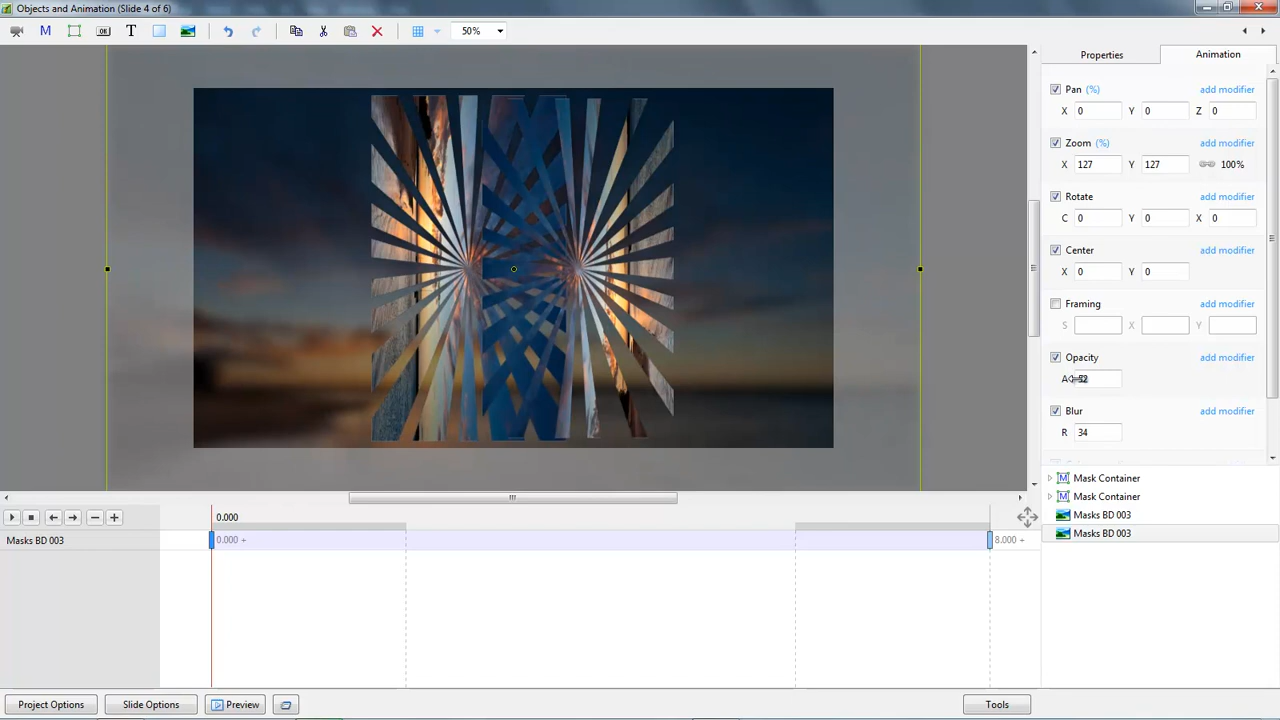 Objects and Animation (Slide 4 of 6)
M OK T 50%
Properties Animation
Pan (%) add modifier
X 0 Y 0 Z 0
Zoom (%) add modifier
X 127 Y 127 100%
Rotate add modifier
C 0 Y 0 X 0
Center add modifier
X 0 Y 0
Framing add modifier
S X Y
Opacity add modifier
A 52
Blur add modifier
R 34
M Mask Container
M Mask Container
Masks BD 003
Masks BD 003
0.000
Masks BD 003 0.000 + 8.000 +
Project Options Slide Options Preview Tools